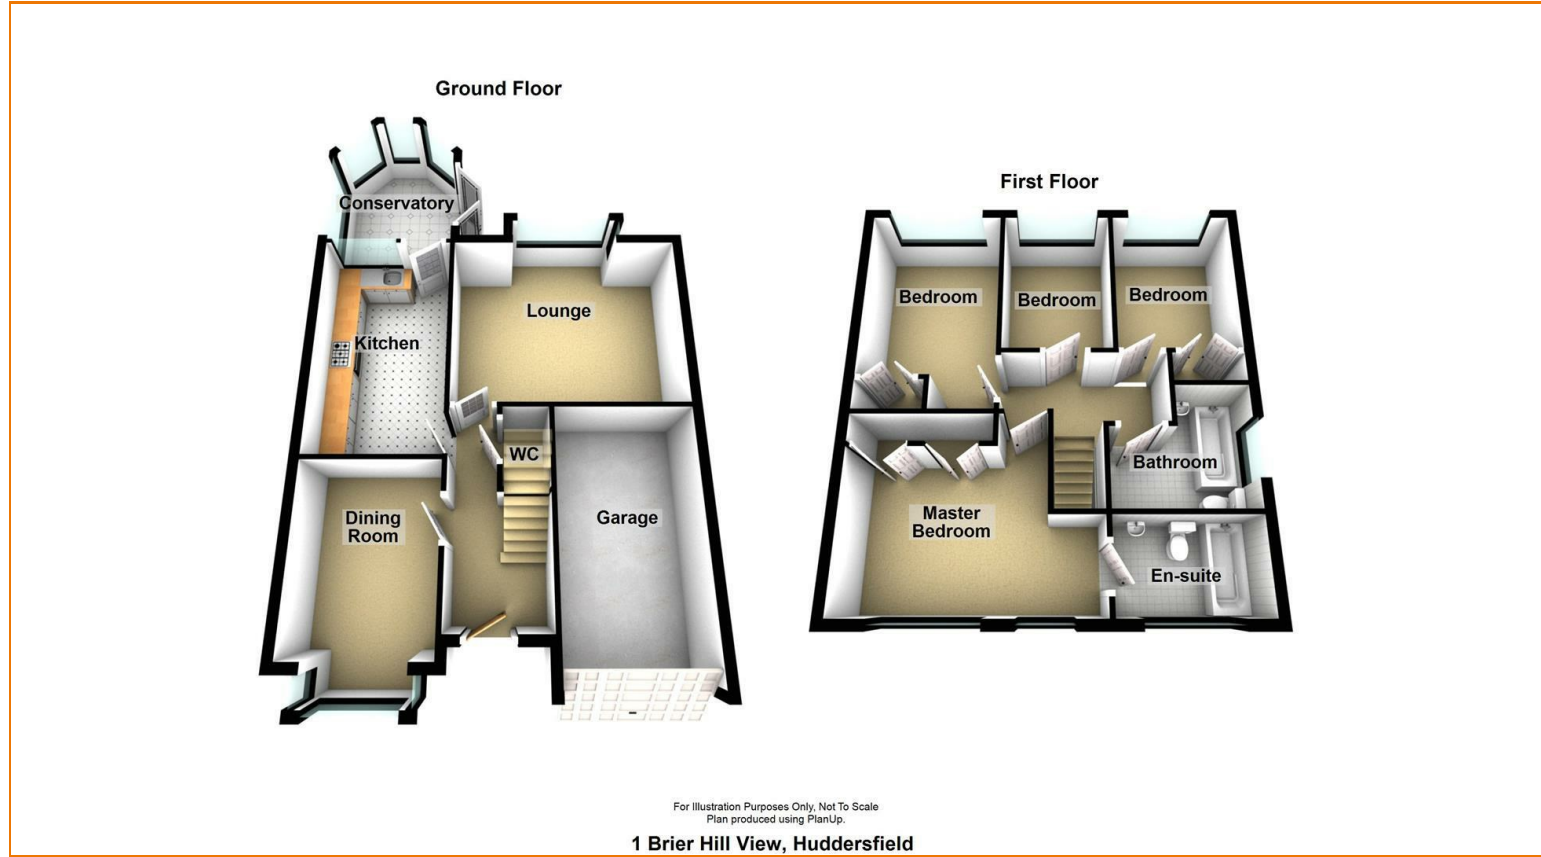 Ground Floor
Conservatory
Lounge
Kitchen
WC
Dining
Room
Garage
First Floor
Bedroom
Bedroom
Bedroom
Bathroom
Master
Bedroom
En-suite
For Illustration Purposes Only, Not To Scale
Plan produced using PlanUp.
1 Brier Hill View, Huddersfield